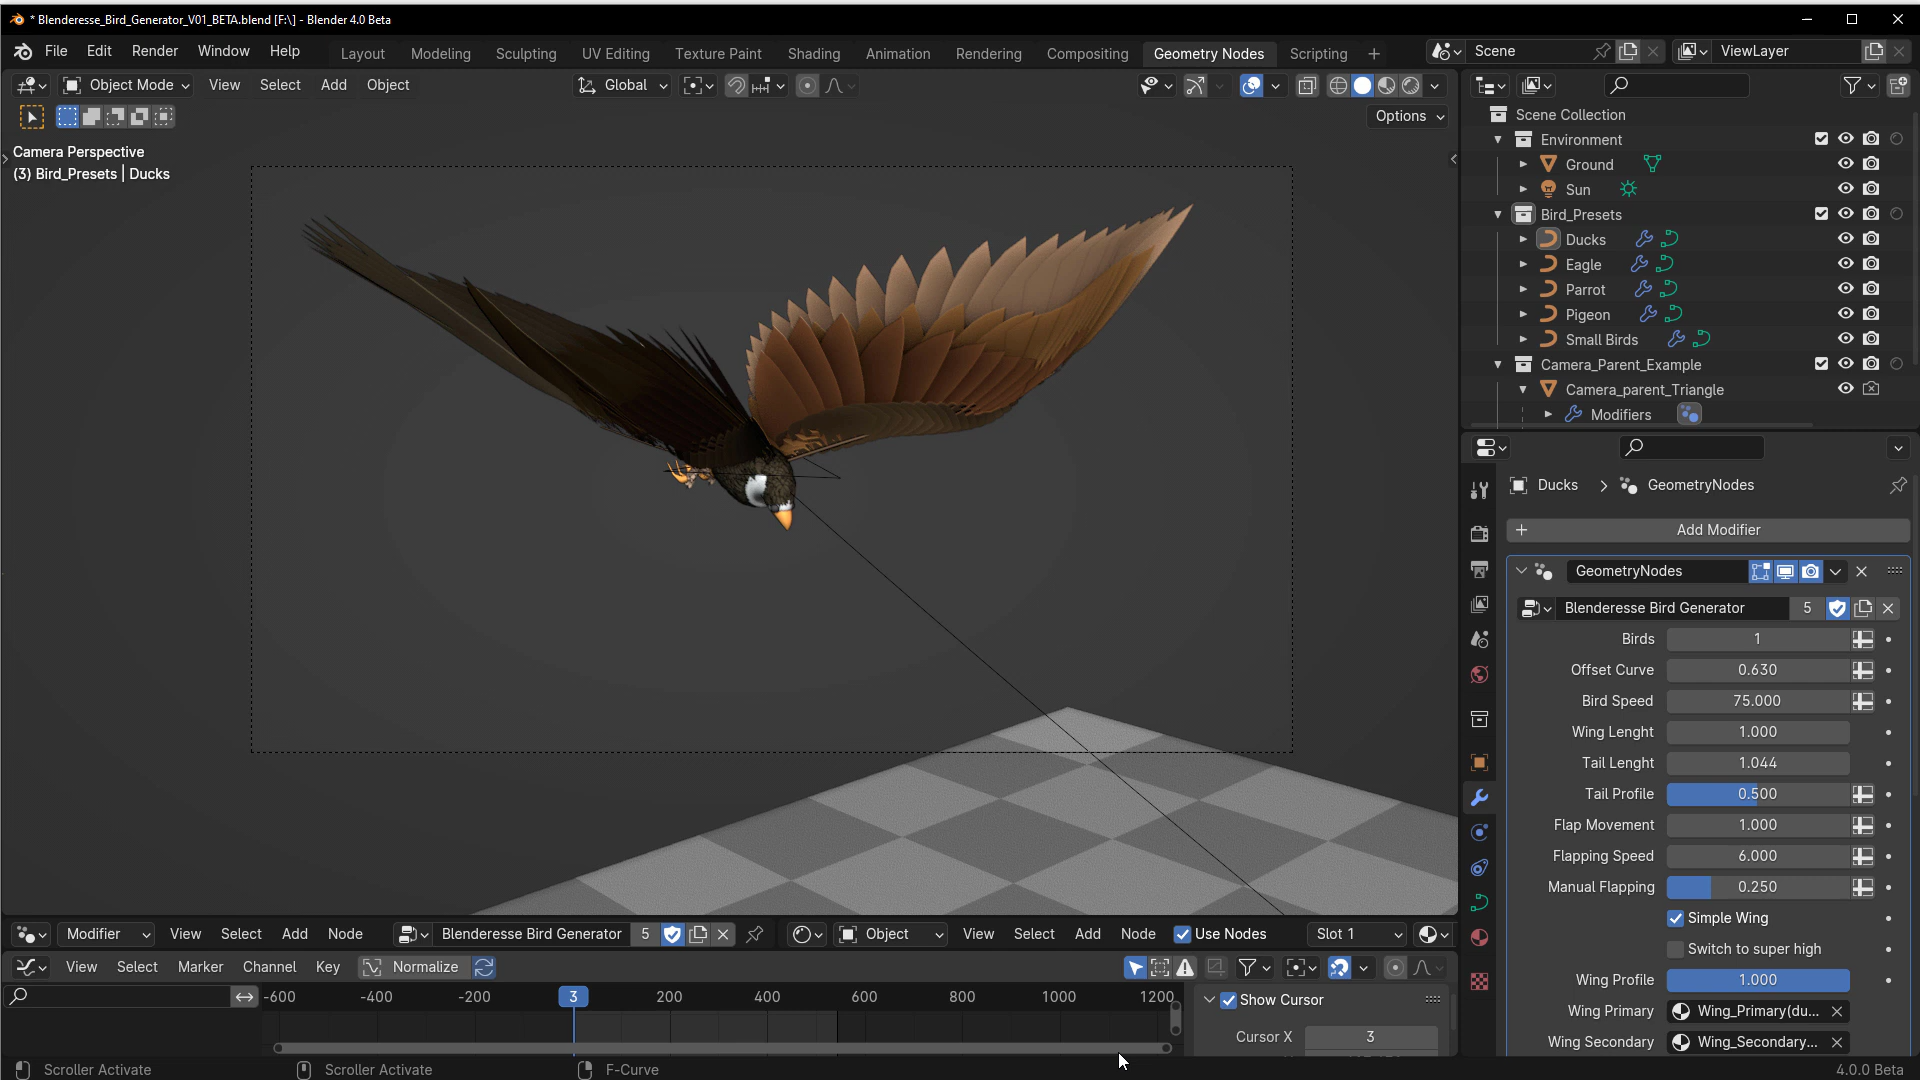 * Blenderesse_Bird_Generator_V01_BETA.blend [F:\] - Blender 4.0 Beta
File Edit Render Window Help Layout Modeling Sculpting UV Editing Texture Paint Shading Animation Rendering Compositing Geometry Nodes Scripting + Scene ViewLayer
Object Mode View Select Add Object Global
Options
Camera Perspective
(3) Bird_Presets | Ducks
Scene Collection
Environment
Ground
Sun
Bird_Presets
Ducks
Eagle
Parrot
Pigeon
Small Birds
Camera_Parent_Example
Camera_parent_Triangle
Modifiers
Ducks > GeometryNodes
+ Add Modifier
GeometryNodes
Blenderesse Bird Generator 5
Birds 1
Offset Curve 0.630
Bird Speed 75.000
Wing Lenght 1.000
Tail Lenght 1.044
Tail Profile 0.500
Flap Movement 1.000
Flapping Speed 6.000
Manual Flapping 0.250
Simple Wing
Switch to super high
Wing Profile 1.000
Wing Primary Wing_Primary(du...
Wing Secondary Wing_Secondary...
Modifier View Select Add Node Blenderesse Bird Generator 5 Object View Select Add Node Use Nodes Slot 1
View Select Marker Channel Key Normalize
-600 -400 -200 3 200 400 600 800 1000 1200
Show Cursor
Cursor X 3
Scroller Activate Scroller Activate F-Curve 4.0.0 Beta